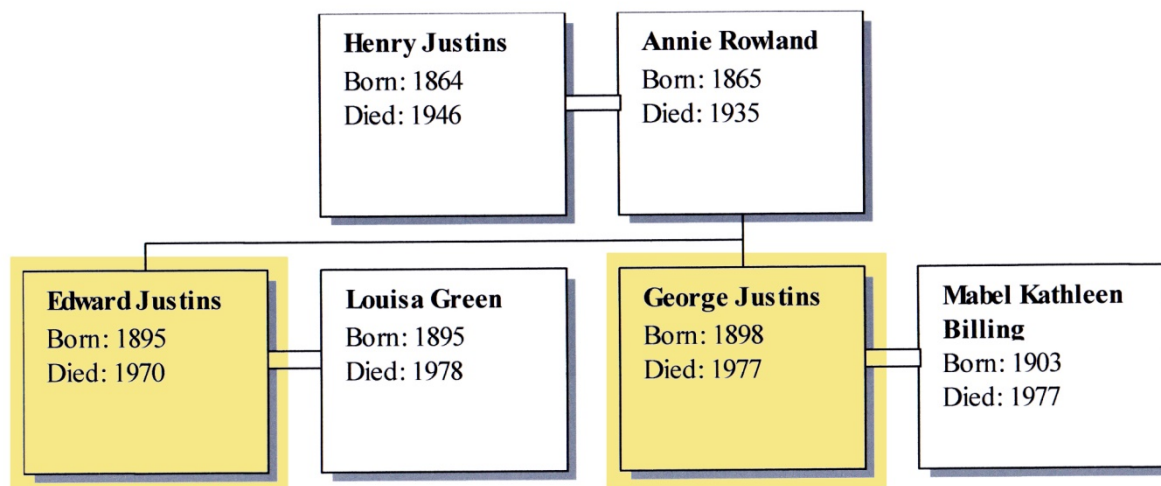 Henry Justins
Born: 1864
Died: 1946
Annie Rowland
Born: 1865
Died: 1935
Edward Justins
Born: 1895
Died: 1970
Louisa Green
Born: 1895
Died: 1978
George Justins
Born: 1898
Died: 1977
Mabel Kathleen
Billing
Born: 1903
Died: 1977